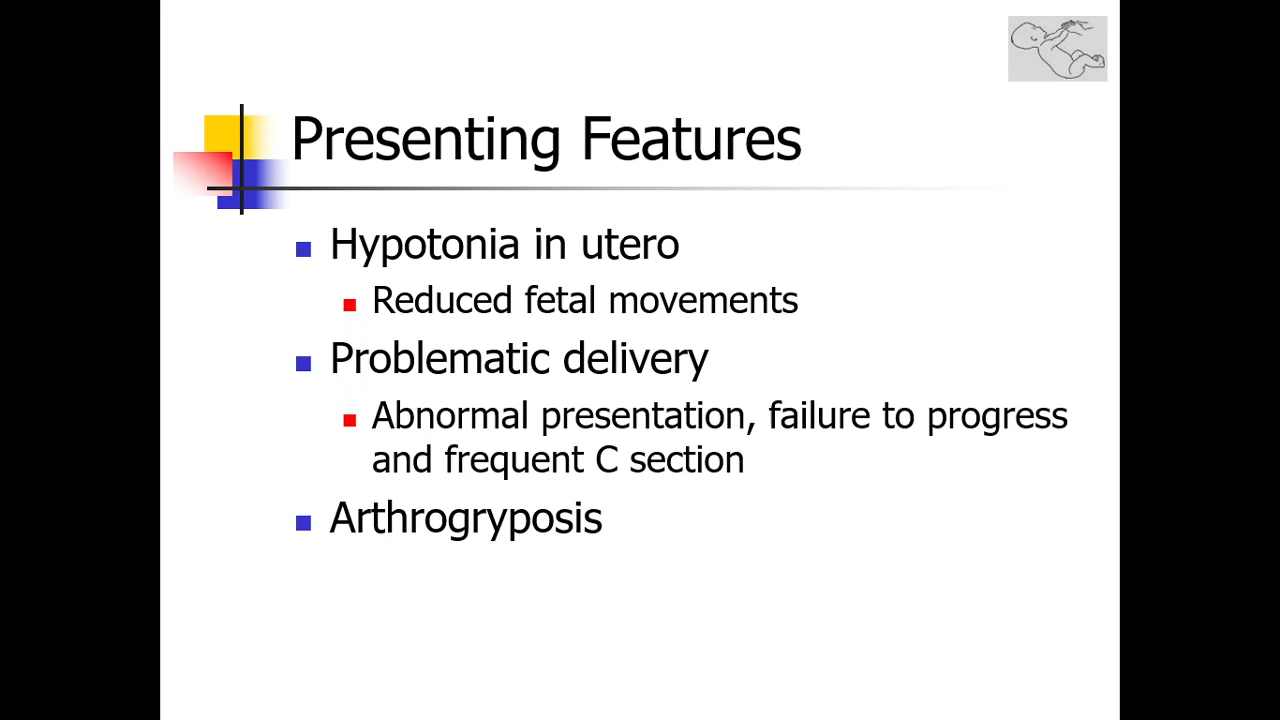 Presenting Features
Hypotonia in utero
Reduced fetal movements
Problematic delivery
Abnormal presentation, failure to progress
and frequent C section
Arthrogryposis